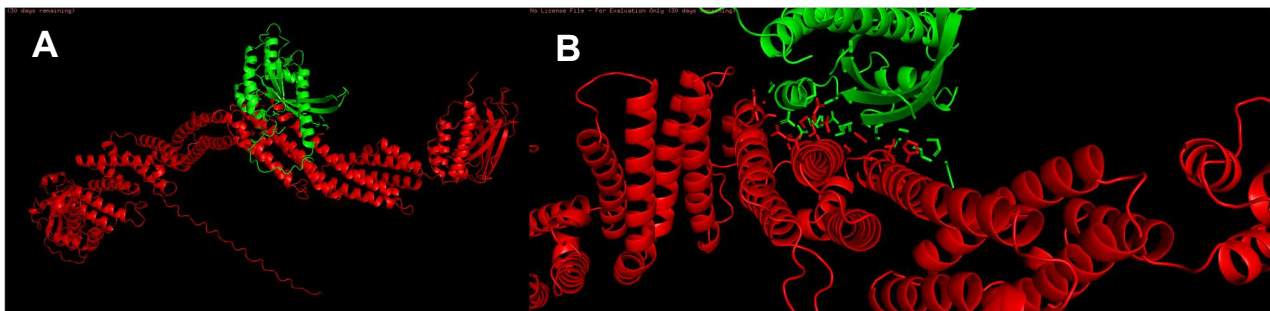 (30 days remaining)
No License File - For Evaluation Only (30 days remaining)
A
B